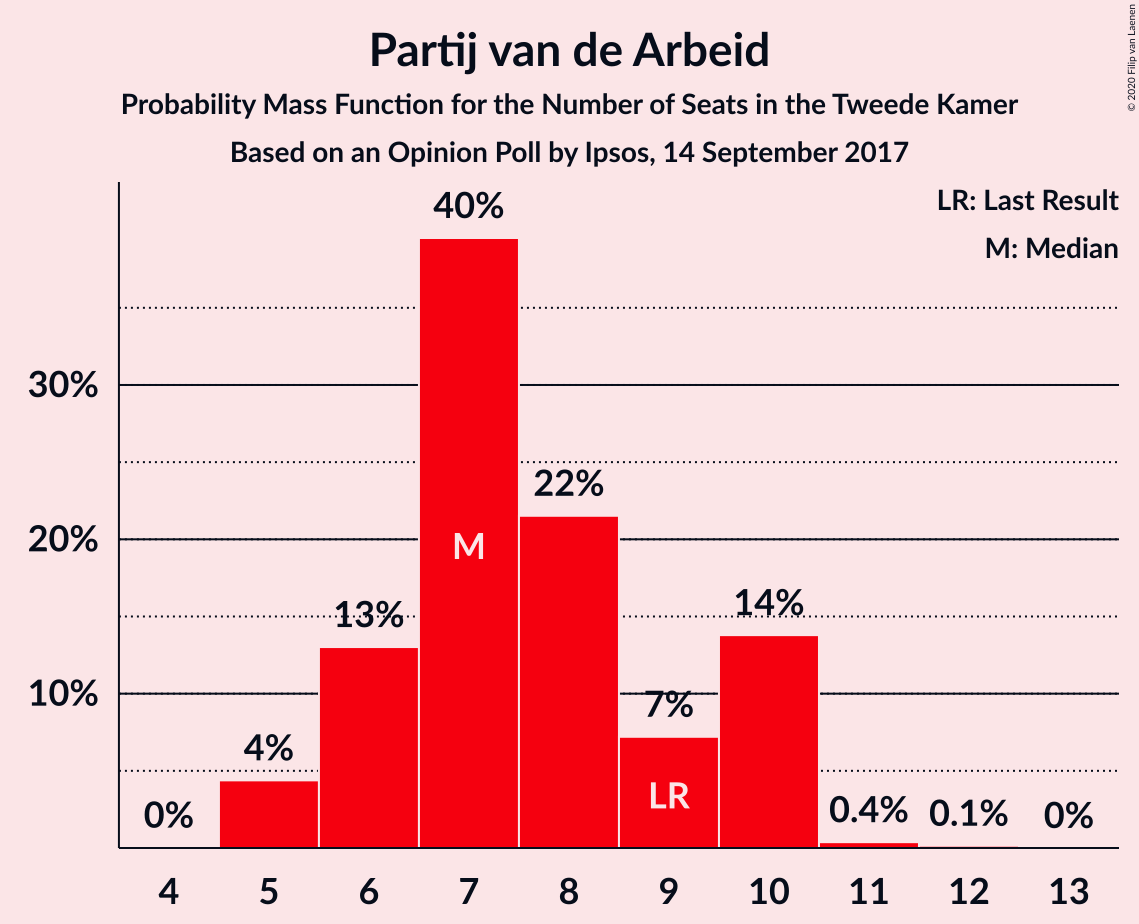 Partij van de Arbeid
Probability Mass Function for the Number of Seats in the Tweede Kamer
Based on an Opinion Poll by Ipsos, 14 September 2017
© 2020 Filip van Laenen
LR: Last Result
M: Median
40%
30%
22%
20%
M
14%
13%
10%
7%
4%
LR
0%
0.4%
0.1%
0%
4 5 6 7 8 9 10 11 12 13